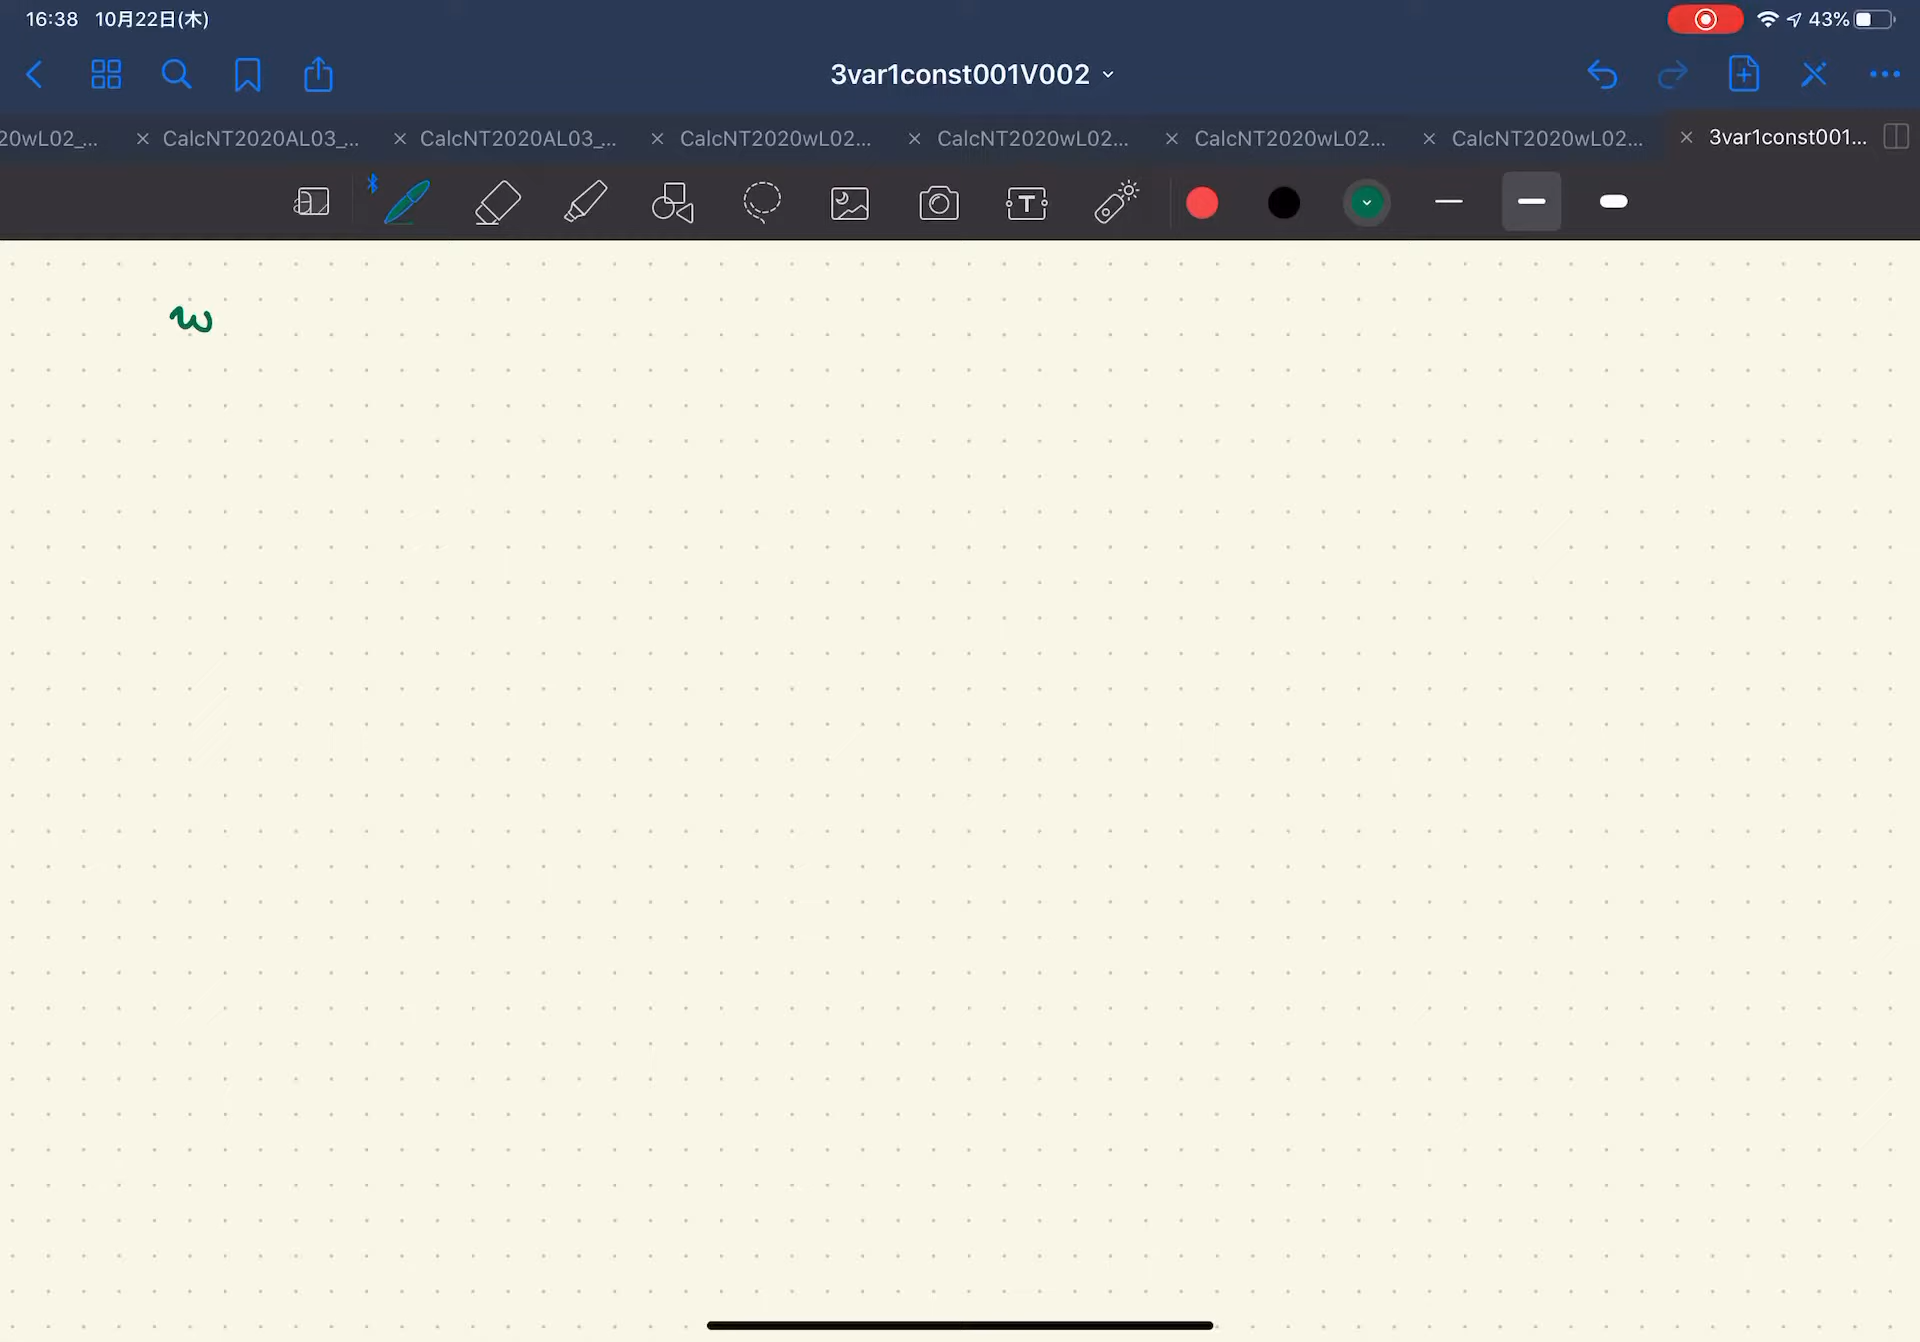 16:38 10月22日(木) 43%
3var1const001V002
20wL02_... × CalcNT2020AL03_... × CalcNT2020AL03_... × CalcNT2020wL02... × CalcNT2020wL02... × CalcNT2020wL02... × CalcNT2020wL02... × 3var1const001...
T
w